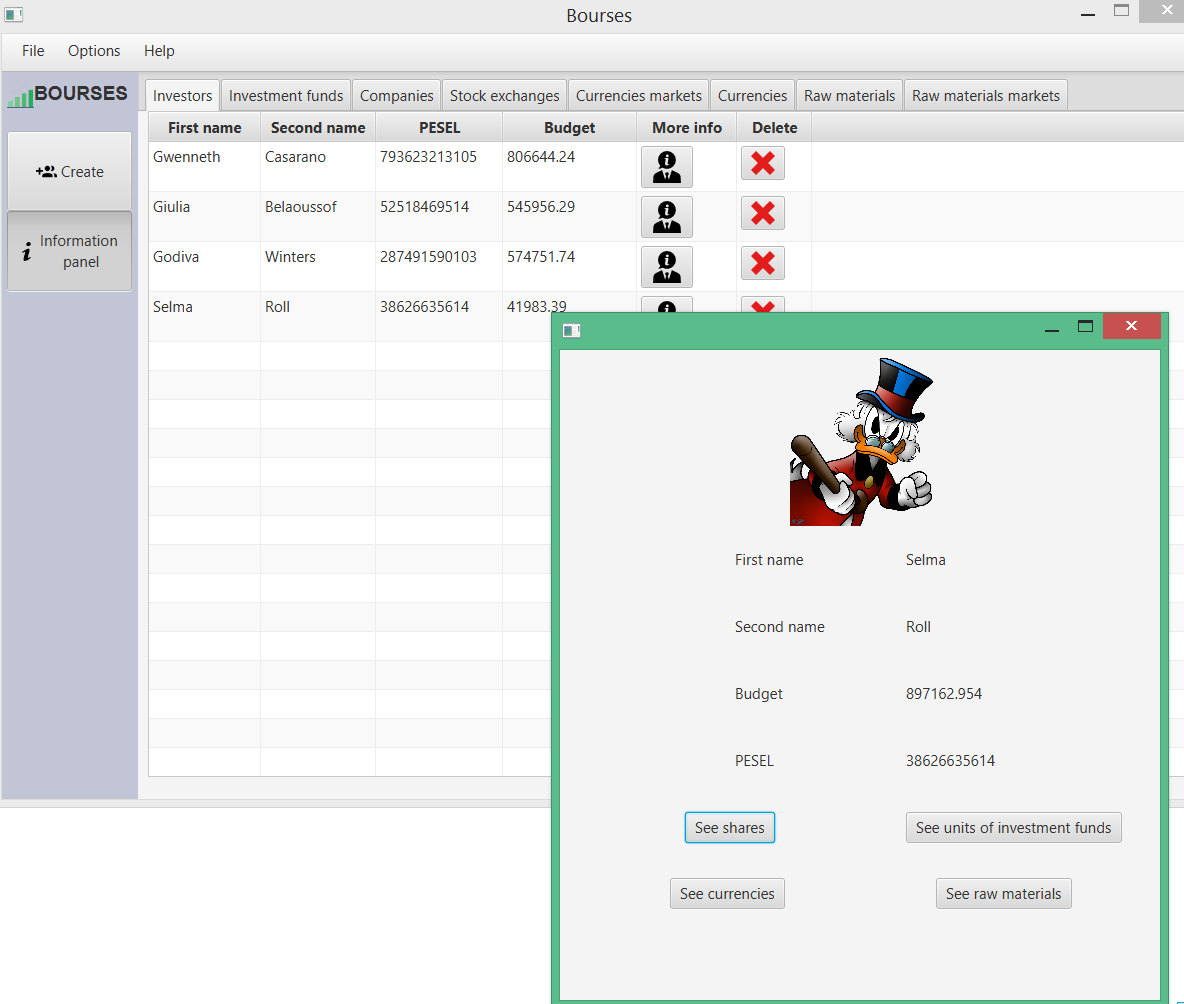 Bourses
File Options Help
BOURSES
Create
Information
panel
Investors Investment funds Companies Stock exchanges Currencies markets Currencies Raw materials Raw materials markets
First name Second name PESEL Budget More info Delete
Gwenneth Casarano 793623213105 806644.24
Giulia Belaoussof 52518469514 545956.29
Godiva Winters 287491590103 574751.74
Selma Roll 38626635614 41983.39
First name Selma
Second name Roll
Budget 897162.954
PESEL 38626635614
See shares See units of investment funds
See currencies See raw materials